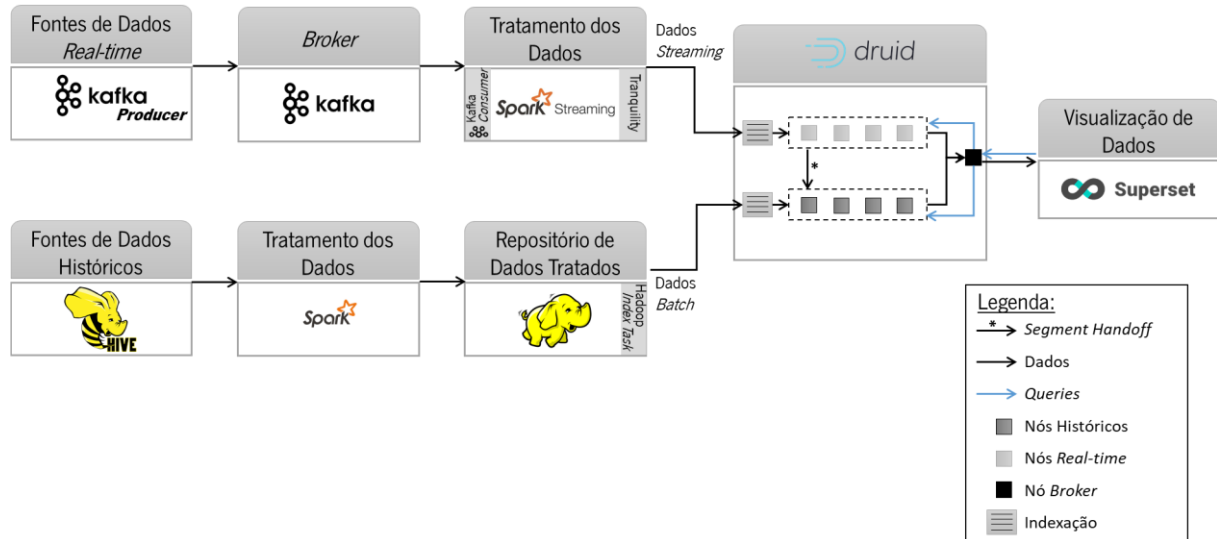 Fontes de Dados
Real-time
kafka
Producer
Broker
kafka
Tratamento dos
Dados
Kafka
Consumer
Spark Streaming
Tranquility
Dados
Streaming
druid
*
Visualização de
Dados
Superset
Fontes de Dados
Históricos
HIVE
Tratamento dos
Dados
Spark
Repositório de
Dados Tratados
Hadoop
Index Task
Dados
Batch
Legenda:
* Segment Handoff
Dados
Queries
Nós Históricos
Nós Real-time
Nó Broker
Indexação